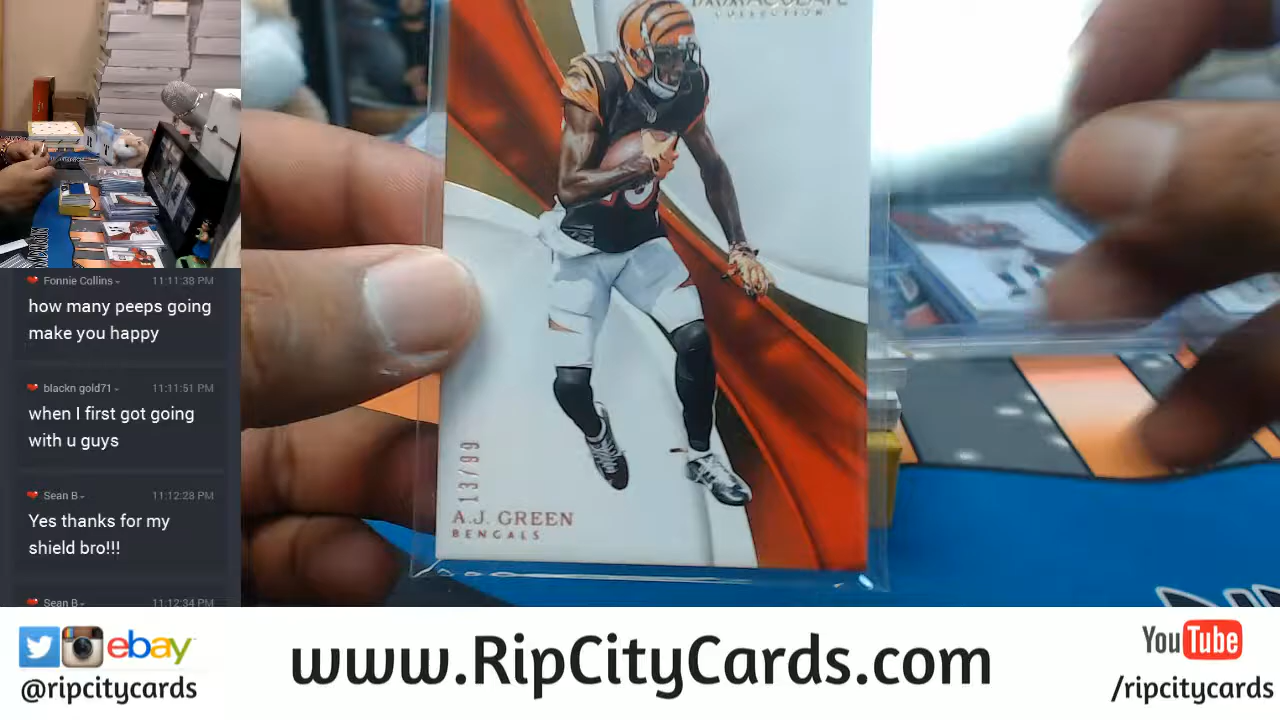 IMMACULATE
COLLECTION
13/99
A.J. GREEN
BENGALS
Fonnie Collins
11:11:38 PM
how many peeps going
make you happy
blackn gold71
11:11:51 PM
when I first got going
with u guys
Sean B
11:12:28 PM
Yes thanks for my
shield bro!!!
Sean B
11:12:34 PM
ebay
@ripcitycards
www.RipCityCards.com
YouTube
/ripcitycards